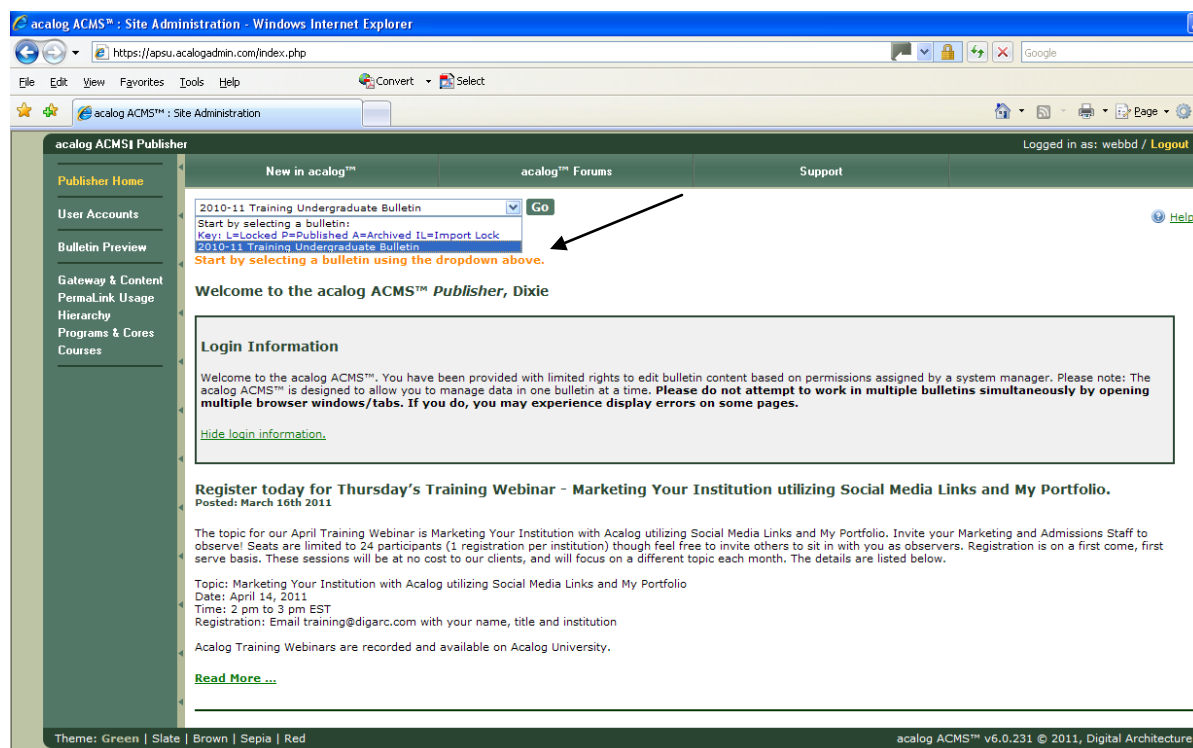 acalog ACMS™ : Site Administration - Windows Internet Explorer
https://apsu.acalogadmin.com/index.php
Google
File Edit View Favorites Tools Help
Convert Select
acalog ACMS™ : Site Administration
Page
acalog ACMS™ Publisher
Logged in as: webbd / Logout
Publisher Home
User Accounts
Bulletin Preview
Gateway & Content
PermaLink Usage
Hierarchy
Programs & Cores
Courses
New in acalog™
acalog™ Forums
Support
2010-11 Training Undergraduate Bulletin
Go
Help
Start by selecting a bulletin:
Key: L=Locked P=Published A=Archived IL=Import Lock
2010-11 Training Undergraduate Bulletin
Start by selecting a bulletin using the dropdown above.
Welcome to the acalog ACMS™ Publisher, Dixie
Login Information
Welcome to the acalog ACMS™. You have been provided with limited rights to edit bulletin content based on permissions assigned by a system manager. Please note: The
acalog ACMS™ is designed to allow you to manage data in one bulletin at a time. Please do not attempt to work in multiple bulletins simultaneously by opening
multiple browser windows/tabs. If you do, you may experience display errors on some pages.
Hide login information.
Register today for Thursday's Training Webinar - Marketing Your Institution utilizing Social Media Links and My Portfolio.
Posted: March 16th 2011
The topic for our April Training Webinar is Marketing Your Institution with Acalog utilizing Social Media Links and My Portfolio. Invite your Marketing and Admissions Staff to
observe! Seats are limited to 24 participants (1 registration per institution) though feel free to invite others to sit in with you as observers. Registration is on a first come, first
serve basis. These sessions will be at no cost to our clients, and will focus on a different topic each month. The details are listed below.
Topic: Marketing Your Institution with Acalog utilizing Social Media Links and My Portfolio
Date: April 14, 2011
Time: 2 pm to 3 pm EST
Registration: Email training@digarc.com with your name, title and institution
Acalog Training Webinars are recorded and available on Acalog University.
Read More ...
Theme: Green | Slate | Brown | Sepia | Red
acalog ACMS™ v6.0.231 © 2011, Digital Architecture